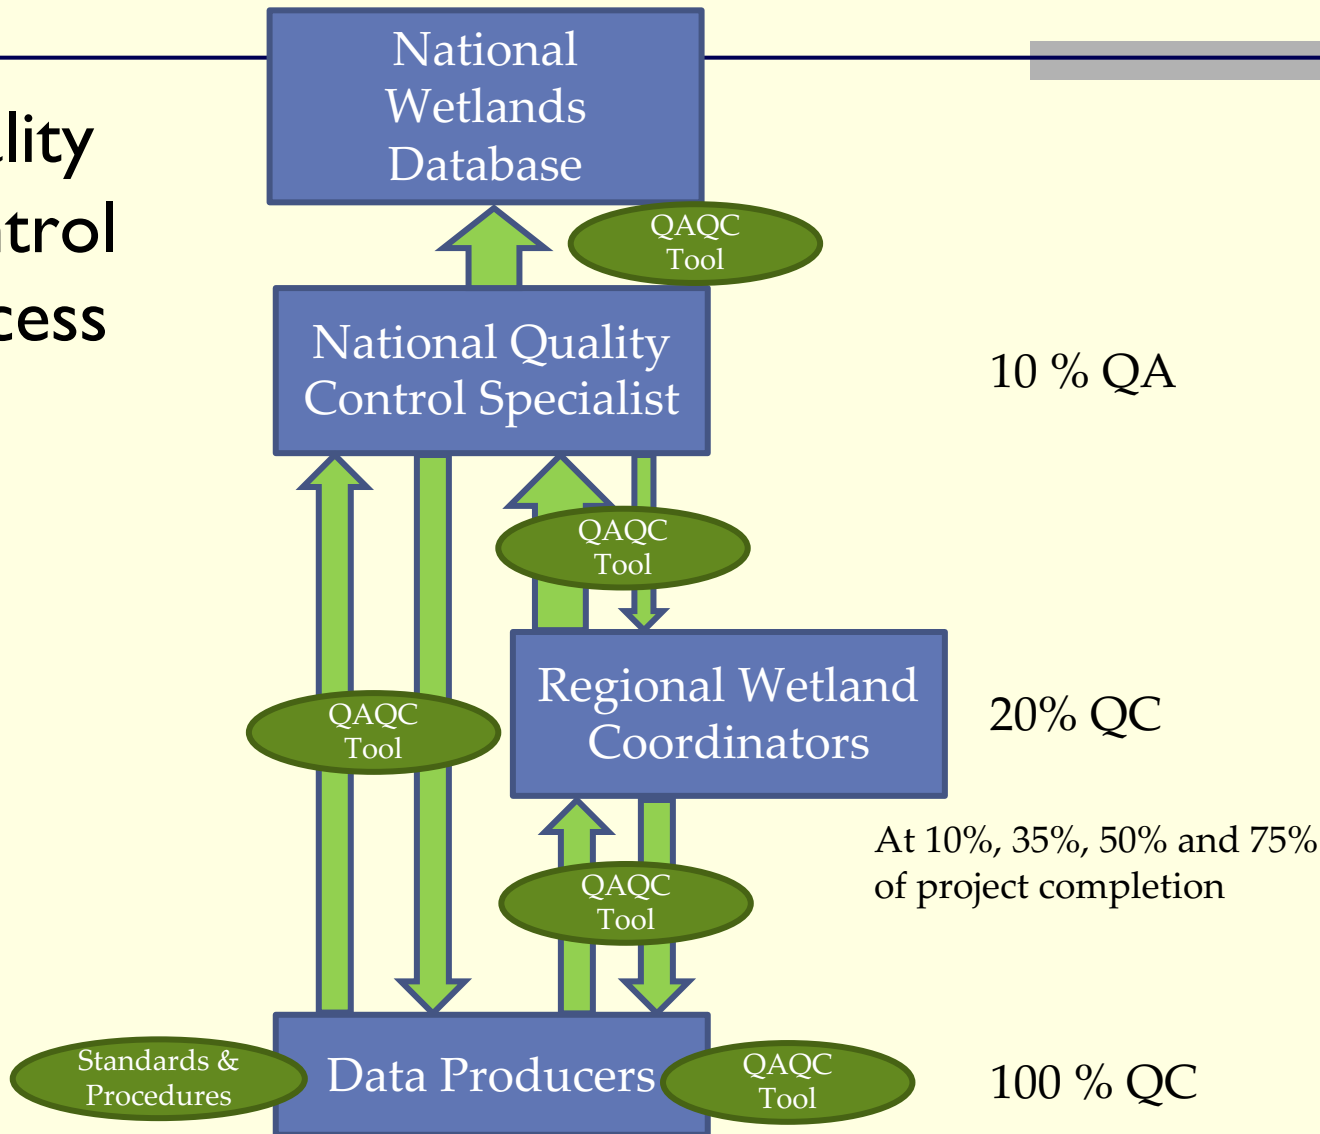 National
Wetlands
Database
lity
ntrol
cess
QAQC
Tool
National Quality
Control Specialist
10 % QA
QAQC
Tool
Regional Wetland
Coordinators
20% QC
QAQC
Tool
At 10%, 35%, 50% and 75%
of project completion
QAQC
Tool
Standards &
Procedures
Data Producers
QAQC
Tool
100 % QC